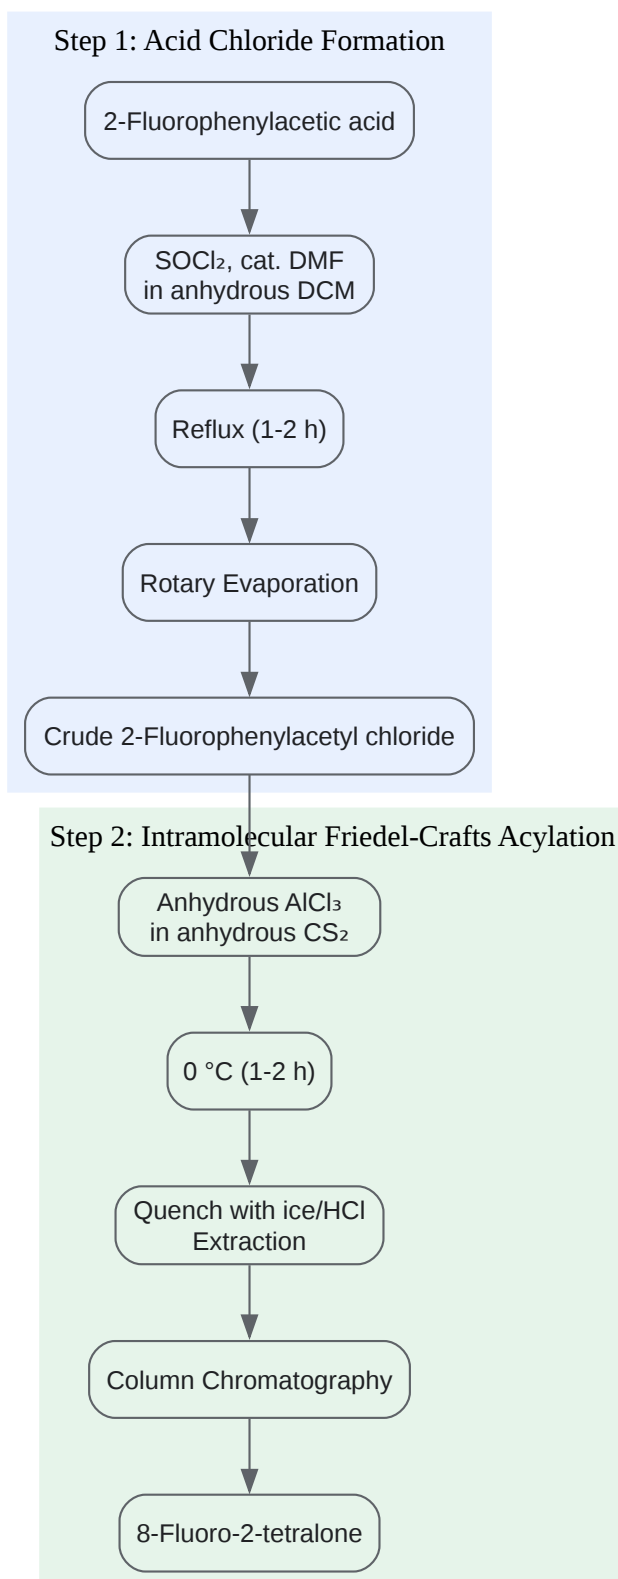 Step 1: Acid Chloride Formation
2-Fluorophenylacetic acid
SOCl₂, cat. DMF
in anhydrous DCM
Reflux (1-2 h)
Rotary Evaporation
Crude 2-Fluorophenylacetyl chloride
Step 2: Intramolecular Friedel-Crafts Acylation
Anhydrous AlCl₃
in anhydrous CS₂
0 °C (1-2 h)
Quench with ice/HCl
Extraction
Column Chromatography
8-Fluoro-2-tetralone